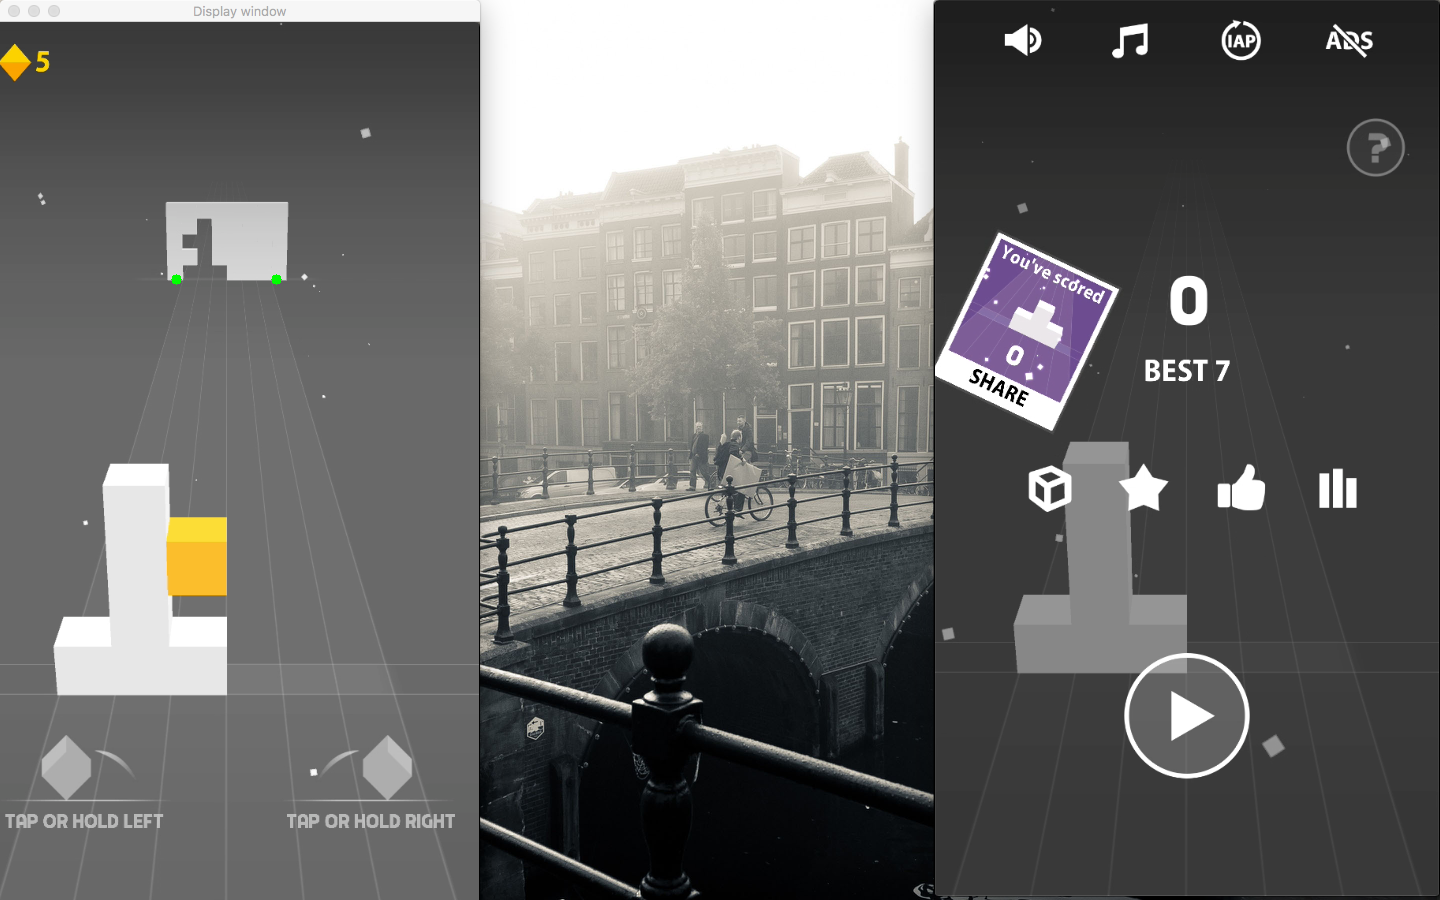 Display window
5
TAP OR HOLD LEFT
TAP OR HOLD RIGHT
IAP
ADS
?
You've scored
0
SHARE
0
BEST 7